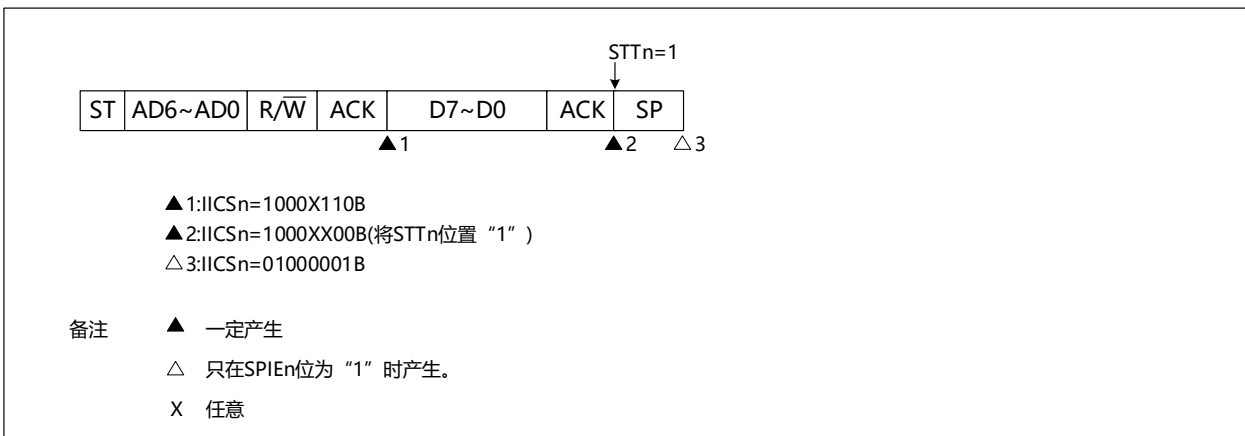 STTn=1
ST AD6~AD0 R/W̅ ACK D7~D0 ACK SP
▲1 ▲2 △3
▲1:IICSn=1000X110B
▲2:IICSn=1000XX00B(将STTn位置“1”)
△3:IICSn=01000001B
备注 ▲ 一定产生
△ 只在SPIEn位为“1”时产生。
X 任意